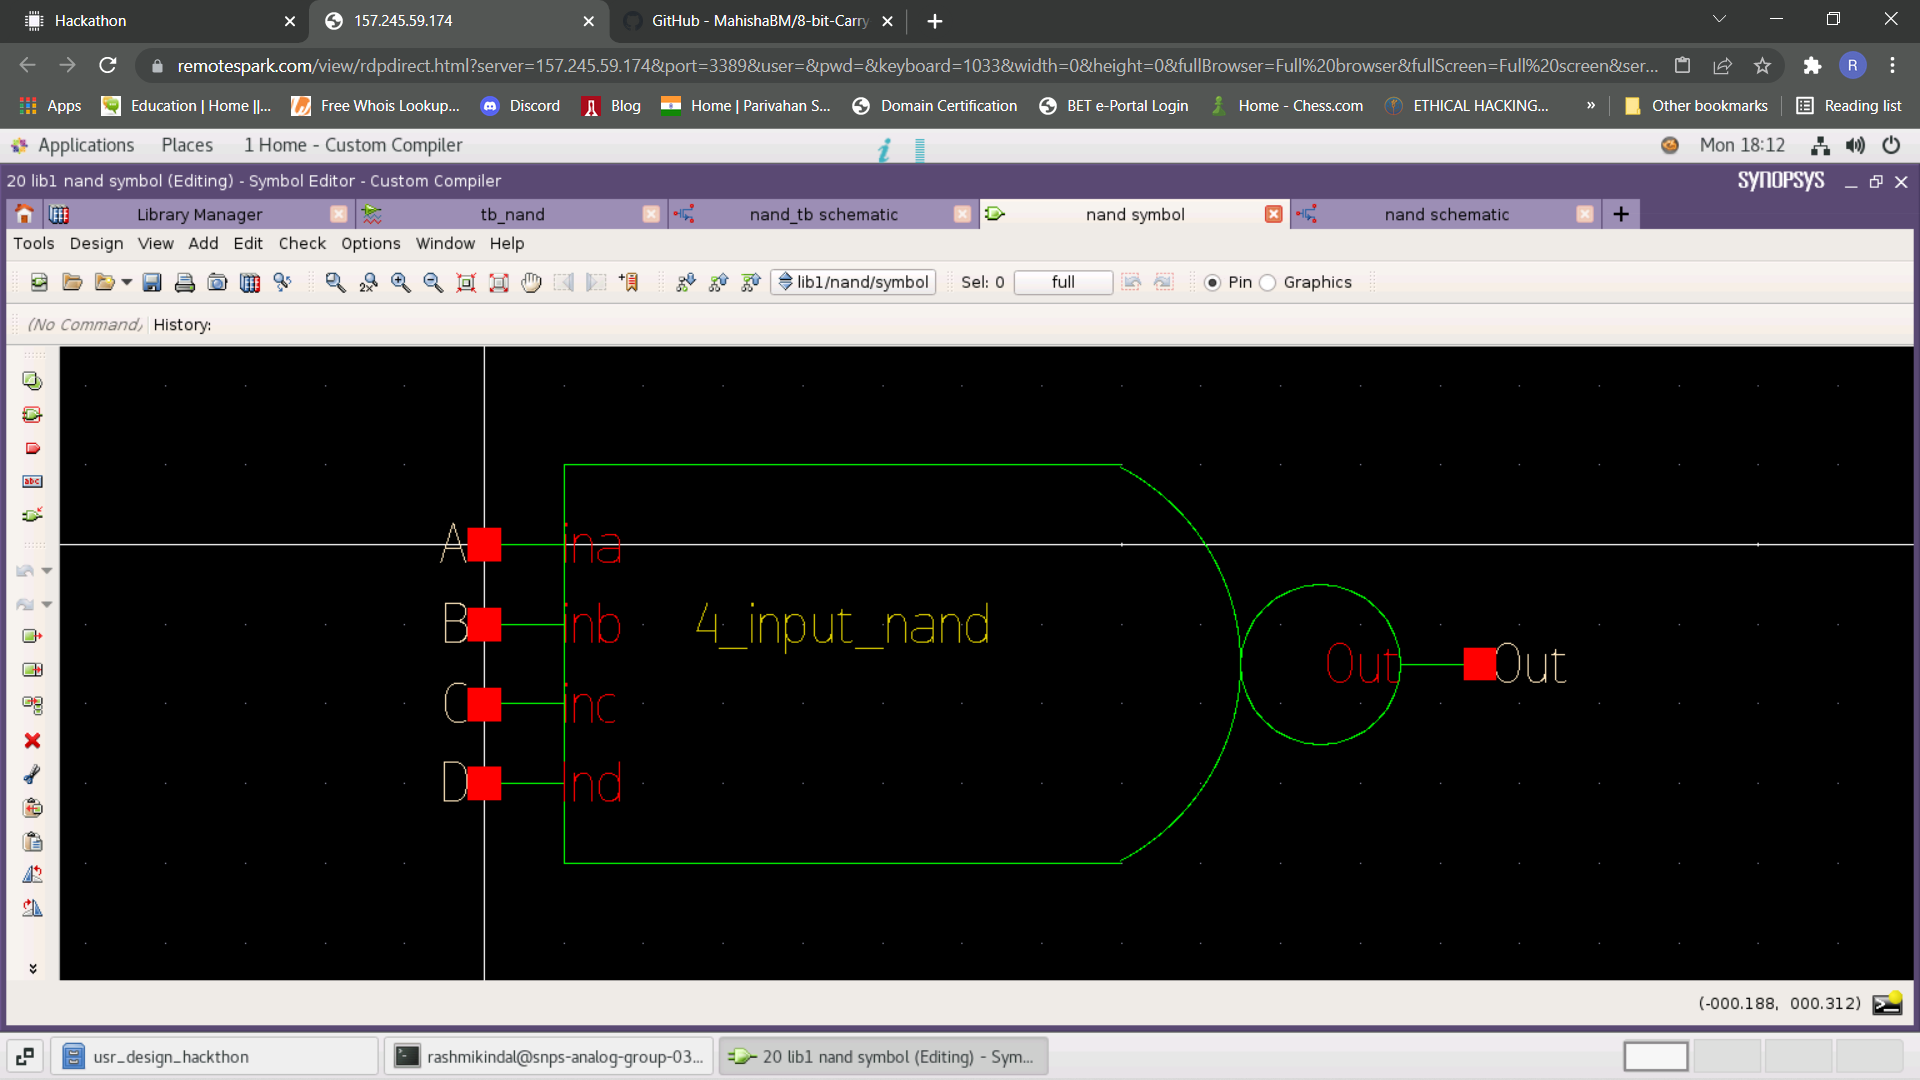 Hackathon
157.245.59.174
GitHub - MahishaBM/8-bit-Carry
remotespark.com/view/rdpdirect.html?server=157.245.59.174&port=3389&user=&pwd=&keyboard=1033&width=0&height=0&fullBrowser=Full%20browser&fullScreen=Full%20screen&ser...
R
Apps
Education | Home ||...
Free Whois Lookup...
Discord
Blog
Home | Parivahan S...
Domain Certification
BET e-Portal Login
Home - Chess.com
ETHICAL HACKING...
»
Other bookmarks
Reading list
Applications Places 1 Home - Custom Compiler
Mon 18:12
20 lib1 nand symbol (Editing) - Symbol Editor - Custom Compiler
SYNOPSYS
Library Manager
tb_nand
nand_tb schematic
nand symbol
nand schematic
Tools Design View Add Edit Check Options Window Help
lib1/nand/symbol
Sel: 0
full
Pin
Graphics
(No Command) History:
abc
A
ina
B
inb
4_input_nand
Out
Out
C
inc
D
ind
(-000.188, 000.312)
usr_design_hackthon
rashmikindal@snps-analog-group-03...
20 lib1 nand symbol (Editing) - Sym...